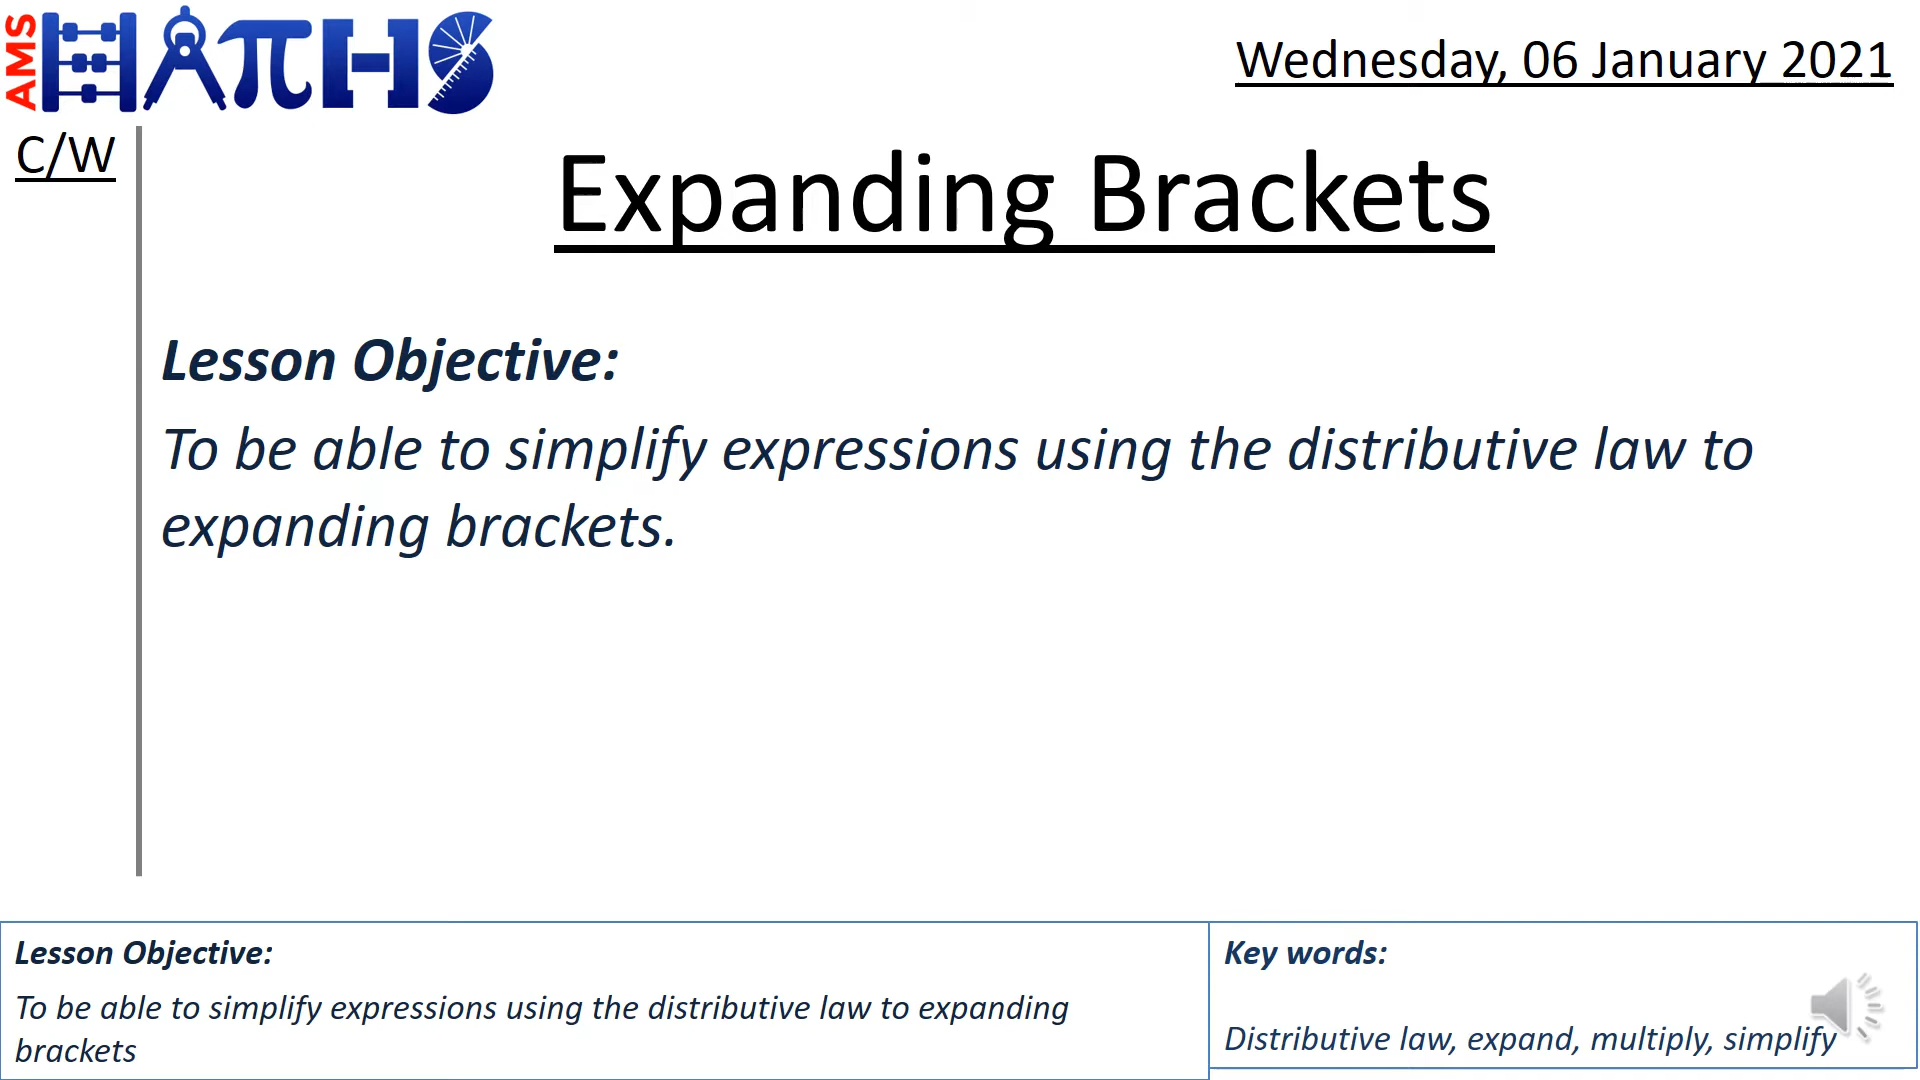 AMS MATHS
Wednesday, 06 January 2021
C/W
Expanding Brackets
Lesson Objective:
To be able to simplify expressions using the distributive law to
expanding brackets.
Lesson Objective:
To be able to simplify expressions using the distributive law to expanding
brackets
Key words:
Distributive law, expand, multiply, simplify